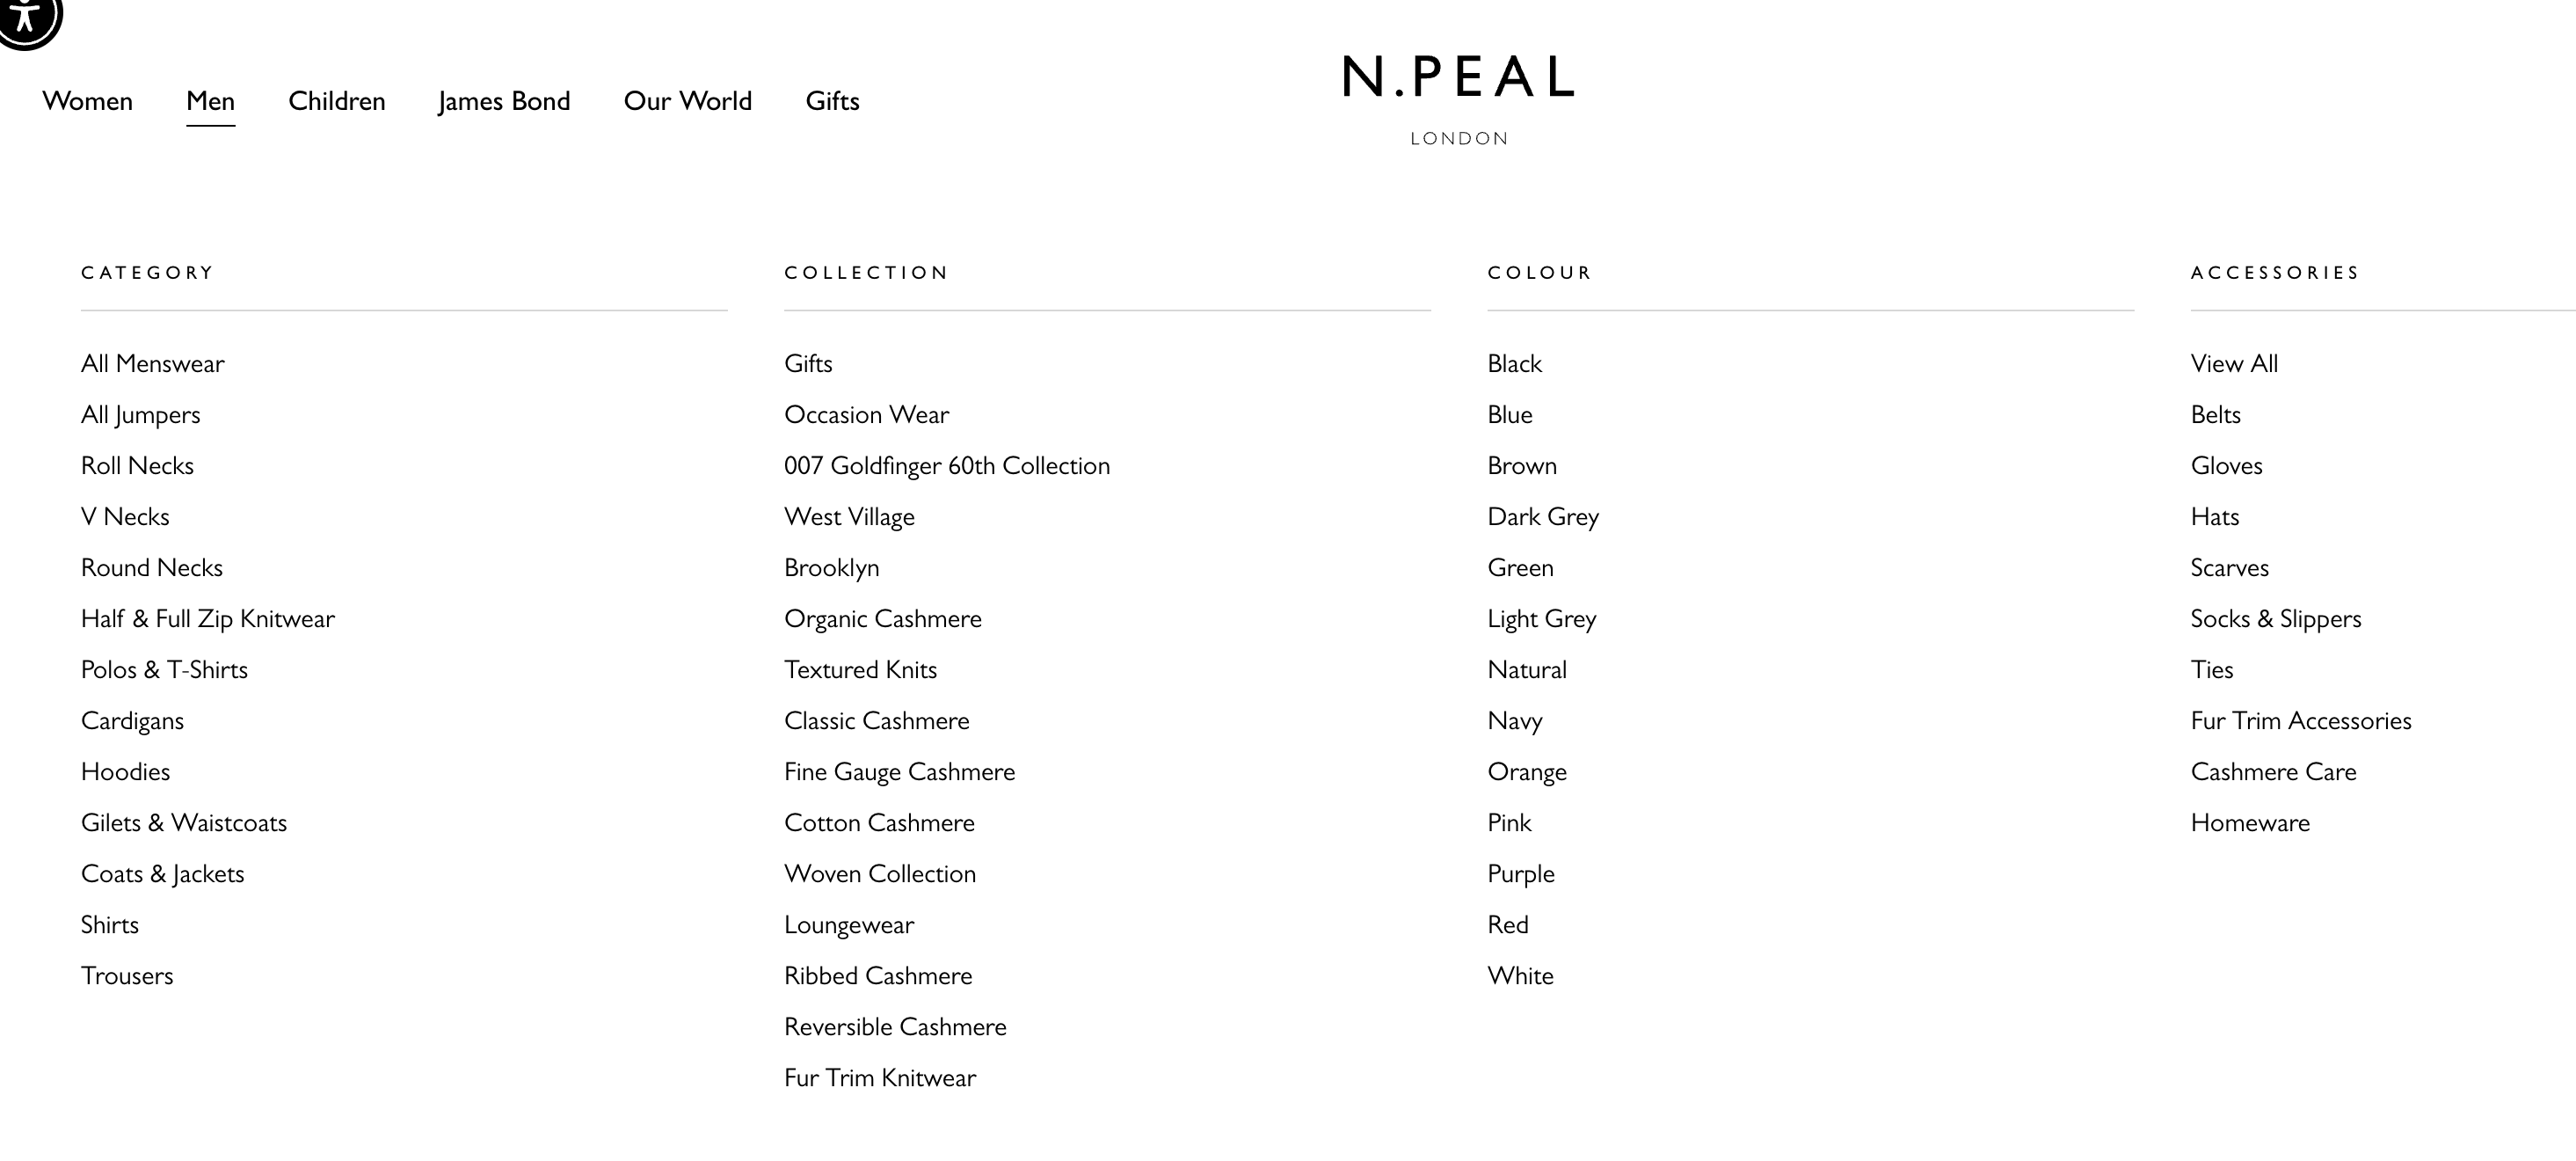 Women Men Children James Bond Our World Gifts
N.PEAL
LONDON
CATEGORY
All Menswear
All Jumpers
Roll Necks
V Necks
Round Necks
Half & Full Zip Knitwear
Polos & T-Shirts
Cardigans
Hoodies
Gilets & Waistcoats
Coats & Jackets
Shirts
Trousers
COLLECTION
Gifts
Occasion Wear
007 Goldfinger 60th Collection
West Village
Brooklyn
Organic Cashmere
Textured Knits
Classic Cashmere
Fine Gauge Cashmere
Cotton Cashmere
Woven Collection
Loungewear
Ribbed Cashmere
Reversible Cashmere
Fur Trim Knitwear
COLOUR
Black
Blue
Brown
Dark Grey
Green
Light Grey
Natural
Navy
Orange
Pink
Purple
Red
White
ACCESSORIES
View All
Belts
Gloves
Hats
Scarves
Socks & Slippers
Ties
Fur Trim Accessories
Cashmere Care
Homeware